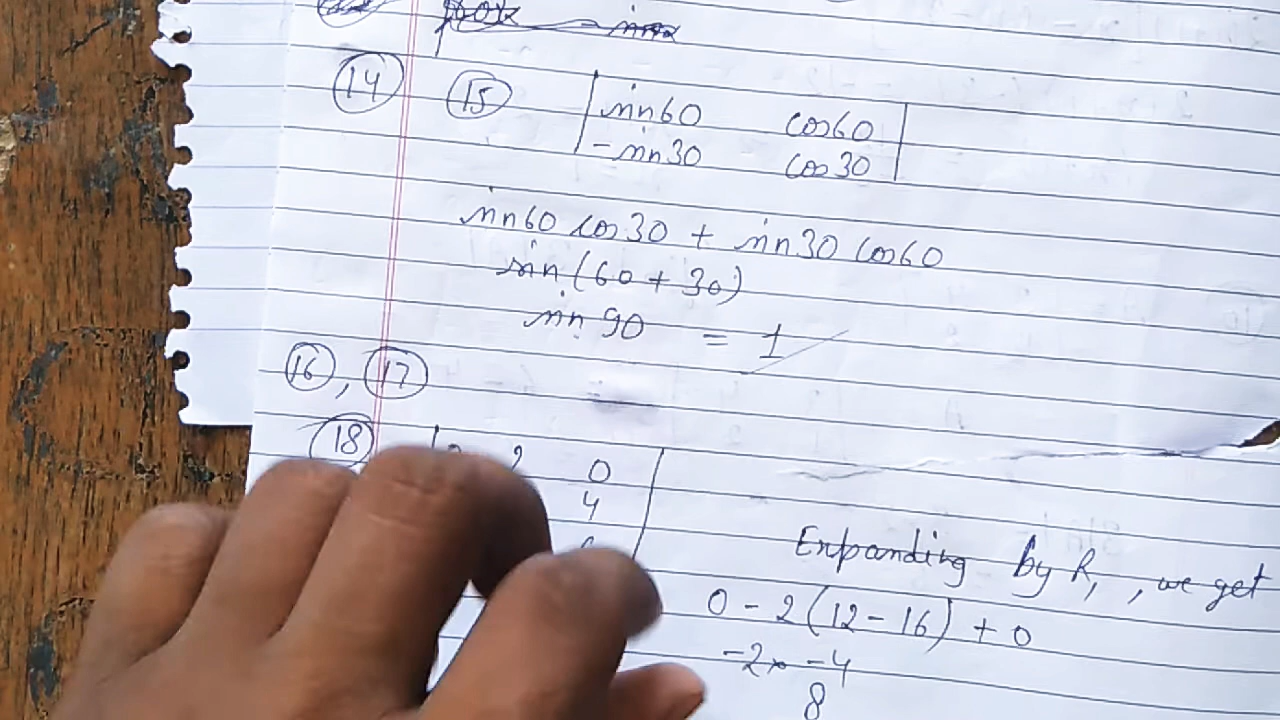 14 15 | sin60 cos60 |
| -sin30 cos30 |
sin60 cos30 + sin30 cos60
sin(60 + 30)
sin 90 = 1
16, 17
18 | 2 0 |
4
Expanding by R1, we get
0 - 2(12 - 16) + 0
-2 × -4
8